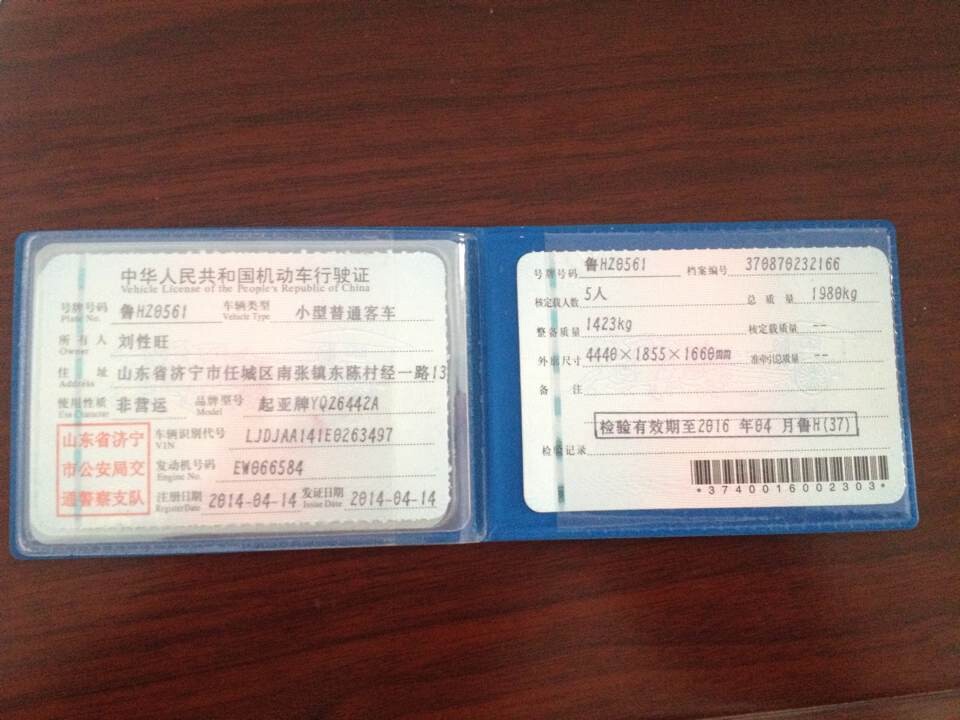 中华人民共和国机动车行驶证
Vehicle License of the People's Republic of China
号牌号码 鲁HZ0561 车辆类型 小型普通客车
Plate No. Vehicle Type
所有人 刘性旺
Owner
住址 山东省济宁市任城区南张镇东陈村经一路13
Address
使用性质 非营运 品牌型号 起亚牌YQZ6442A
Use Character Model
山东省济宁
市公安局交
通警察支队
车辆识别代号 LJDJAA141E0263497
VIN
发动机号码 EW066584
Engine No.
注册日期 2014-04-14 发证日期 2014-04-14
Register Date Issue Date
号牌号码 鲁HZ0561 档案编号 370870232166
核定载人数 5人 总质量 1980kg
整备质量 1423kg 核定载质量 --
外廓尺寸 4440×1855×1660mm 准牵引总质量 --
备注
检验有效期至2016 年04 月鲁H(37)
检验记录
*3740016002303*